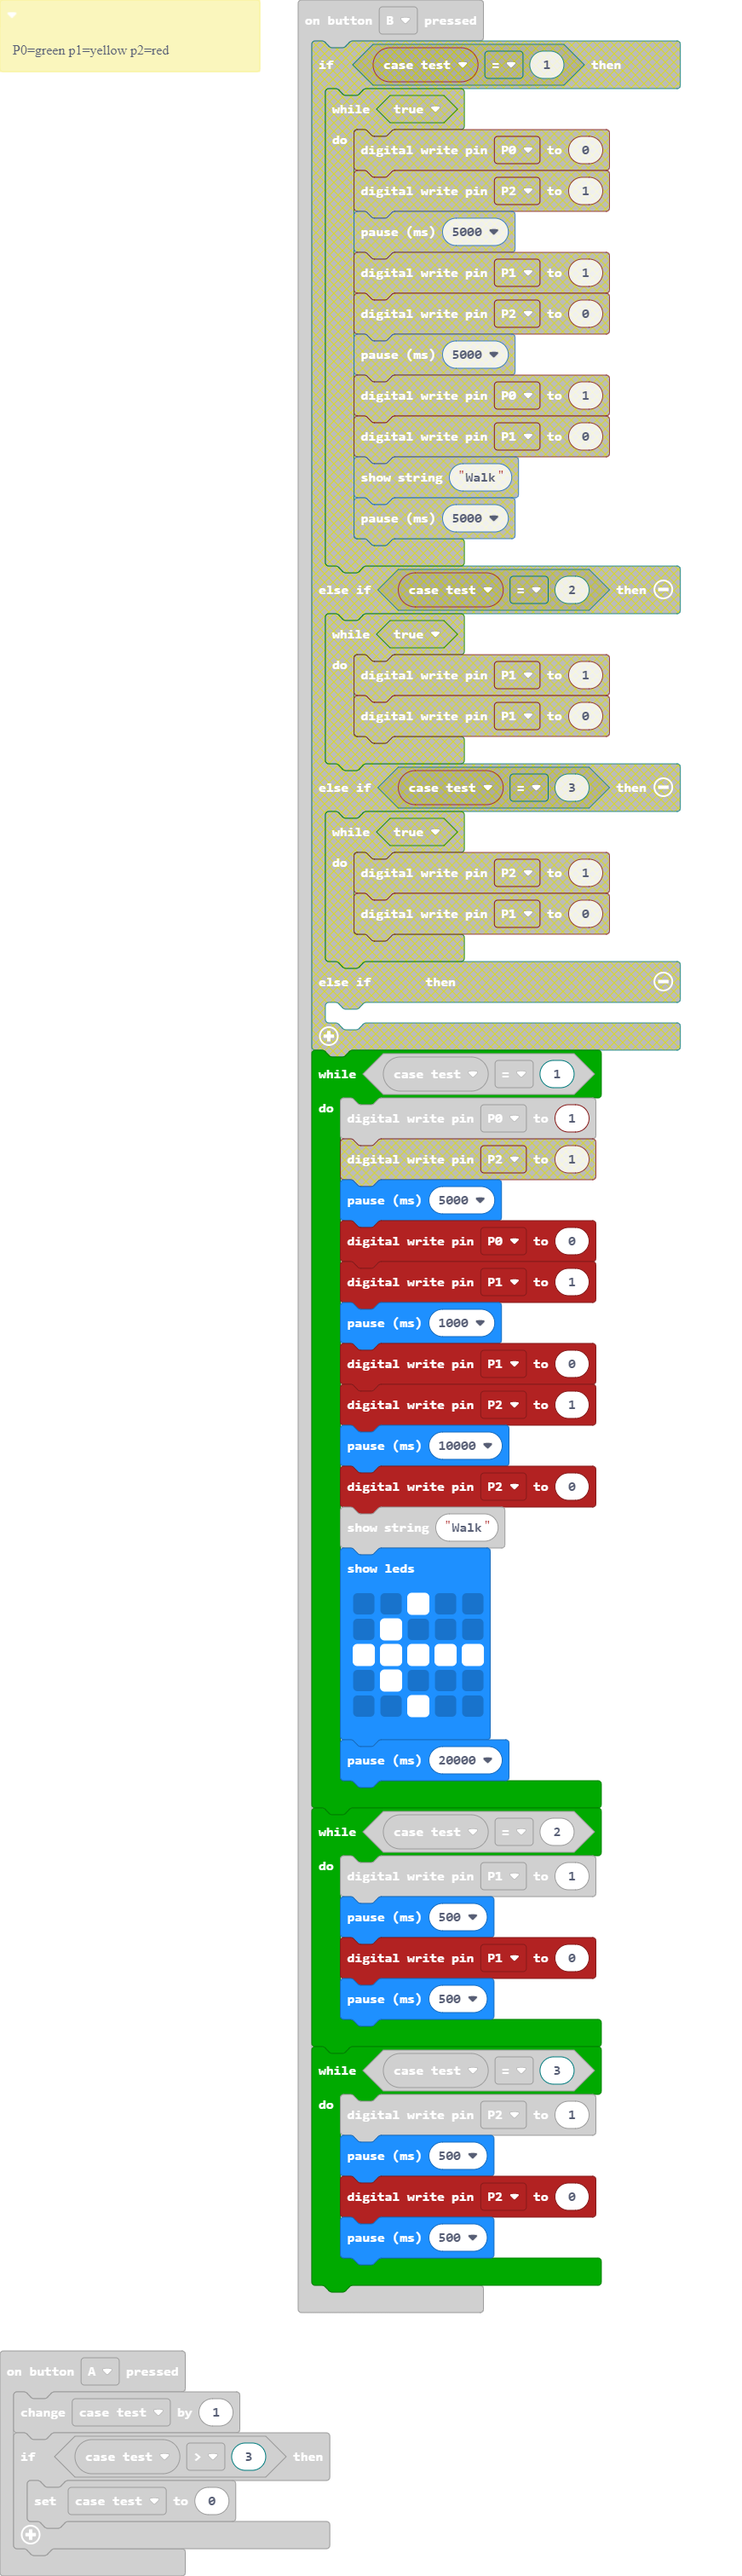 P0=green p1=yellow p2=red
on button B pressed
if case test = 1 then
while true
do
digital write pin P0 to 0
digital write pin P2 to 1
pause (ms) 5000
digital write pin P1 to 1
digital write pin P2 to 0
pause (ms) 5000
digital write pin P0 to 1
digital write pin P1 to 0
show string "Walk"
pause (ms) 5000
else if case test = 2 then
while true
do
digital write pin P1 to 1
digital write pin P1 to 0
else if case test = 3 then
while true
do
digital write pin P2 to 1
digital write pin P1 to 0
else if then
while case test = 1
do
digital write pin P0 to 1
digital write pin P2 to 1
pause (ms) 5000
digital write pin P0 to 0
digital write pin P1 to 1
pause (ms) 1000
digital write pin P1 to 0
digital write pin P2 to 1
pause (ms) 10000
digital write pin P2 to 0
show string "Walk"
show leds
pause (ms) 20000
while case test = 2
do
digital write pin P1 to 1
pause (ms) 500
digital write pin P1 to 0
pause (ms) 500
while case test = 3
do
digital write pin P2 to 1
pause (ms) 500
digital write pin P2 to 0
pause (ms) 500
on button A pressed
change case test by 1
if case test > 3 then
set case test to 0